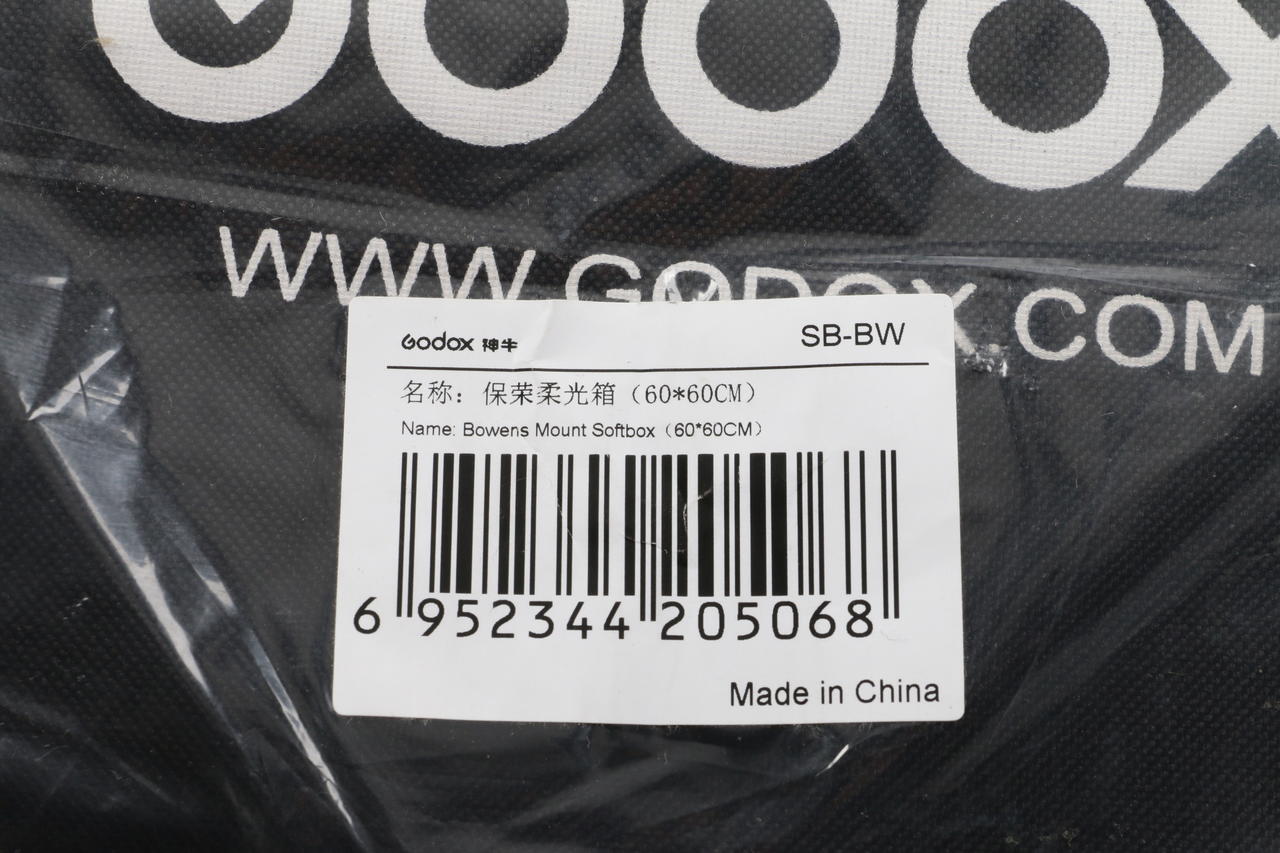 Godox
WWW.GODOX.COM
Godox 神牛
SB-BW
名称：保荣柔光箱（60*60CM）
Name: Bowens Mount Softbox（60*60CM）
6 952344 205068
Made in China